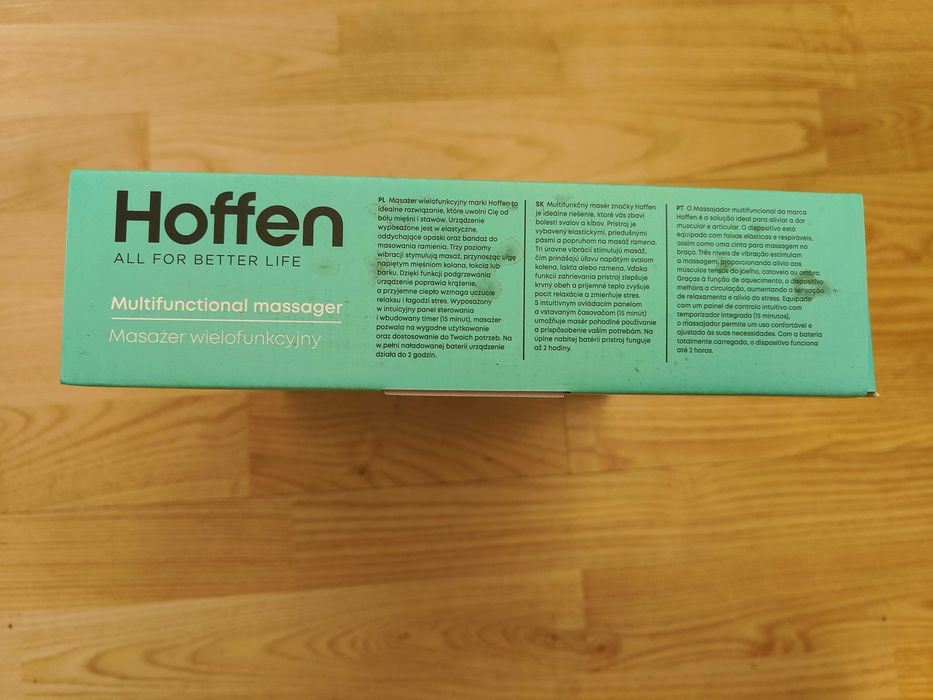 Hoffen
ALL FOR BETTER LIFE
Multifunctional massager
Masażer wielofunkcyjny
PL Masażer wielofunkcyjny marki Hoffen to
idealne rozwiązanie, które uwolni Cię od
bólu mięśni i stawów. Urządzenie
wyposażone jest w elastyczne,
oddychające opaski oraz bandaż do
masowania ramienia. Trzy poziomy
wibracji stymulują masaż, przynosząc ulgę
napiętym mięśniom kolana, łokcia lub
barku. Dzięki funkcji podgrzewania
urządzenie poprawia krążenie,
a przyjemne ciepło wzmaga uczucie
relaksu i łagodzi stres. Wyposażony
w intuicyjny panel sterowania
i wbudowany timer (15 minut), masażer
pozwala na wygodne użytkowanie
oraz dostosowanie do Twoich potrzeb. Na
w pełni naładowanej baterii urządzenie
działa do 2 godzin.
SK Multifunkčný masér značky Hoffen
je ideálne riešenie, ktoré vás zbaví
bolesti svalov a kĺbov. Prístroj je
vybavený elastickými, priedušnými
pásmi a popruhom na masáž ramena.
Tri úrovne vibrácií stimulujú masáž,
čím prinášajú úľavu napätým svalom
kolena, lakťa alebo ramena. Vďaka
funkcii zahrievania prístroj zlepšuje
krvný obeh a príjemné teplo zvyšuje
pocit relaxácie a zmierňuje stres.
S intuitívnym ovládacím panelom
a vstavaným časovačom (15 minút)
umožňuje masér pohodlné používanie
a prispôsobenie vašim potrebám. Na
úplne nabitej batérii prístroj funguje
až 2 hodiny.
PT O Massajador multifuncional da marca
Hoffen é a solução ideal para aliviar a dor
muscular e articular. O dispositivo está
equipado com faixas elásticas e respiráveis,
assim como uma cinta para massagem no
braço. Três níveis de vibração estimulam
a massagem, proporcionando alívio aos
músculos tensos do joelho, cotovelo ou ombro.
Graças à função de aquecimento, o dispositivo
melhora a circulação, aumentando a sensação
de relaxamento e alívio do stress. Equipado
com um painel de controlo intuitivo com
temporizador integrado (15 minutos),
o massajador permite um uso confortável e
ajustado às suas necessidades. Com a bateria
totalmente carregada, o dispositivo funciona
até 2 horas.